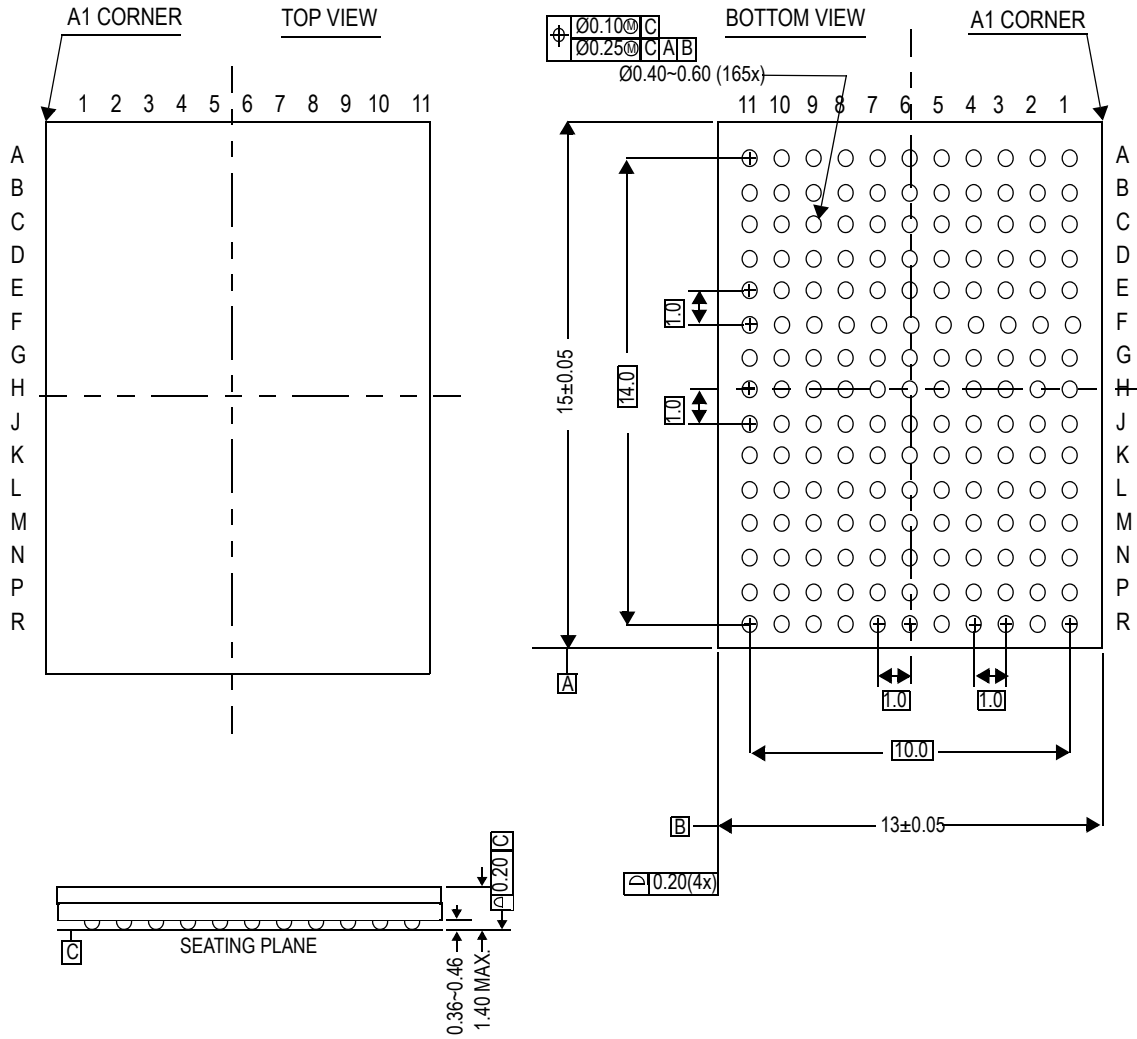 A1 CORNER
TOP VIEW
1 2 3 4 5 6 7 8 9 10 11
A
B
C
D
E
F
G
H
J
K
L
M
N
P
R
Ø0.10Ⓜ C
Ø0.25Ⓜ C A B
Ø0.40~0.60 (165x)
BOTTOM VIEW
A1 CORNER
11 10 9 8 7 6 5 4 3 2 1
A
B
C
D
E
F
G
H
J
K
L
M
N
P
R
15±0.05
14.0
1.0
1.0
A
1.0
1.0
10.0
B
13±0.05
0.20(4x)
0.20 C
C
SEATING PLANE
0.36~0.46
1.40 MAX.